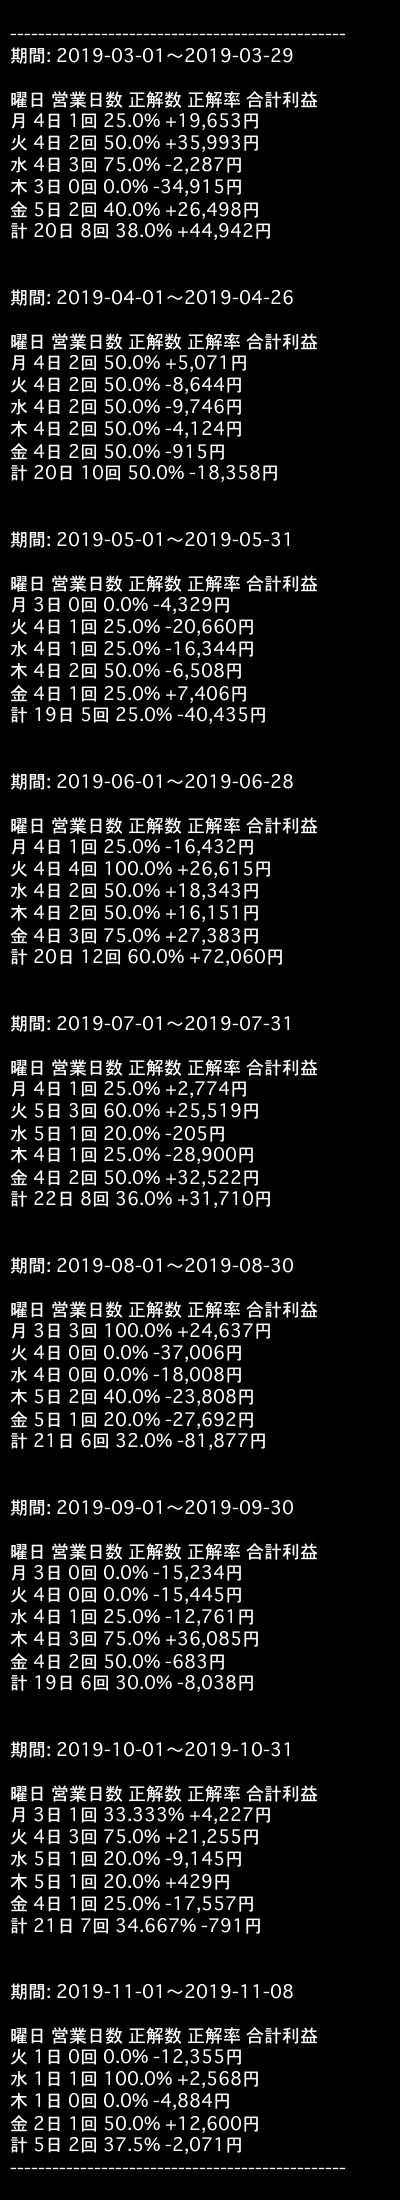 ------------------------------------------------
期間: 2019-03-01～2019-03-29
曜日 営業日数 正解数 正解率 合計利益
月 4日 1回 25.0% +19,653円
火 4日 2回 50.0% +35,993円
水 4日 3回 75.0% -2,287円
木 3日 0回 0.0% -34,915円
金 5日 2回 40.0% +26,498円
計 20日 8回 38.0% +44,942円
期間: 2019-04-01～2019-04-26
曜日 営業日数 正解数 正解率 合計利益
月 4日 2回 50.0% +5,071円
火 4日 2回 50.0% -8,644円
水 4日 2回 50.0% -9,746円
木 4日 2回 50.0% -4,124円
金 4日 2回 50.0% -915円
計 20日 10回 50.0% -18,358円
期間: 2019-05-01～2019-05-31
曜日 営業日数 正解数 正解率 合計利益
月 3日 0回 0.0% -4,329円
火 4日 1回 25.0% -20,660円
水 4日 1回 25.0% -16,344円
木 4日 2回 50.0% -6,508円
金 4日 1回 25.0% +7,406円
計 19日 5回 25.0% -40,435円
期間: 2019-06-01～2019-06-28
曜日 営業日数 正解数 正解率 合計利益
月 4日 1回 25.0% -16,432円
火 4日 4回 100.0% +26,615円
水 4日 2回 50.0% +18,343円
木 4日 2回 50.0% +16,151円
金 4日 3回 75.0% +27,383円
計 20日 12回 60.0% +72,060円
期間: 2019-07-01～2019-07-31
曜日 営業日数 正解数 正解率 合計利益
月 4日 1回 25.0% +2,774円
火 5日 3回 60.0% +25,519円
水 5日 1回 20.0% -205円
木 4日 1回 25.0% -28,900円
金 4日 2回 50.0% +32,522円
計 22日 8回 36.0% +31,710円
期間: 2019-08-01～2019-08-30
曜日 営業日数 正解数 正解率 合計利益
月 3日 3回 100.0% +24,637円
火 4日 0回 0.0% -37,006円
水 4日 0回 0.0% -18,008円
木 5日 2回 40.0% -23,808円
金 5日 1回 20.0% -27,692円
計 21日 6回 32.0% -81,877円
期間: 2019-09-01～2019-09-30
曜日 営業日数 正解数 正解率 合計利益
月 3日 0回 0.0% -15,234円
火 4日 0回 0.0% -15,445円
水 4日 1回 25.0% -12,761円
木 4日 3回 75.0% +36,085円
金 4日 2回 50.0% -683円
計 19日 6回 30.0% -8,038円
期間: 2019-10-01～2019-10-31
曜日 営業日数 正解数 正解率 合計利益
月 3日 1回 33.333% +4,227円
火 4日 3回 75.0% +21,255円
水 5日 1回 20.0% -9,145円
木 5日 1回 20.0% +429円
金 4日 1回 25.0% -17,557円
計 21日 7回 34.667% -791円
期間: 2019-11-01～2019-11-08
曜日 営業日数 正解数 正解率 合計利益
火 1日 0回 0.0% -12,355円
水 1日 1回 100.0% +2,568円
木 1日 0回 0.0% -4,884円
金 2日 1回 50.0% +12,600円
計 5日 2回 37.5% -2,071円
------------------------------------------------